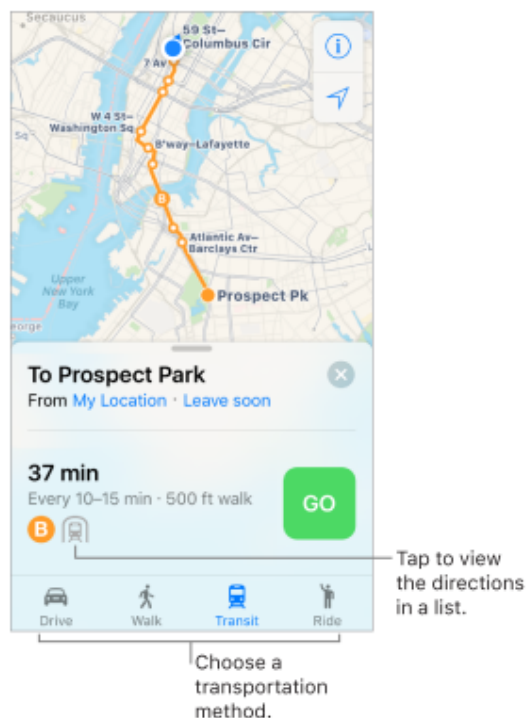 Secaucus
59 St–
Columbus Cir
7 Av
W 4 St–
Washington Sq
B'way–Lafayette
B
Atlantic Av–
Barclays Ctr
Upper
New York
Bay
Prospect Pk
eorge
To Prospect Park
From My Location · Leave soon
37 min
Every 10–15 min · 500 ft walk
GO
B
Tap to view
the directions
in a list.
Drive
Walk
Transit
Ride
Choose a
transportation
method.